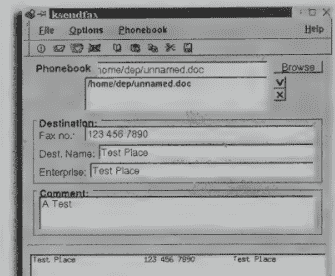 ksendfax
File Options Phonebook Help
Phonebook home/dep/unnamed.doc Browse...
/home/dep/unnamed.doc
Destination:
Fax no.: 123 456 7890
Dest. Name: Test Place
Enterprise: Test Place
Comment:
A Test
Test Place 123 456 7890 Test Place